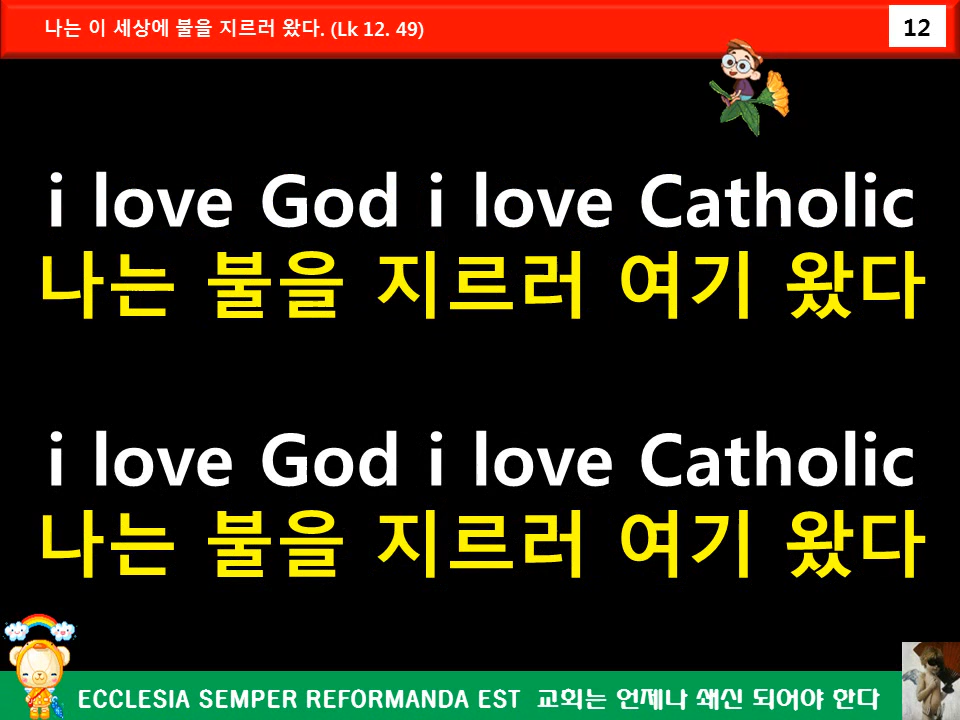 나는 이 세상에 불을 지르러 왔다. (Lk 12. 49)
12
i love God i love Catholic
나는 불을 지르러 여기 왔다
i love God i love Catholic
나는 불을 지르러 여기 왔다
ECCLESIA SEMPER REFORMANDA EST 교회는 언제나 쇄신 되어야 한다